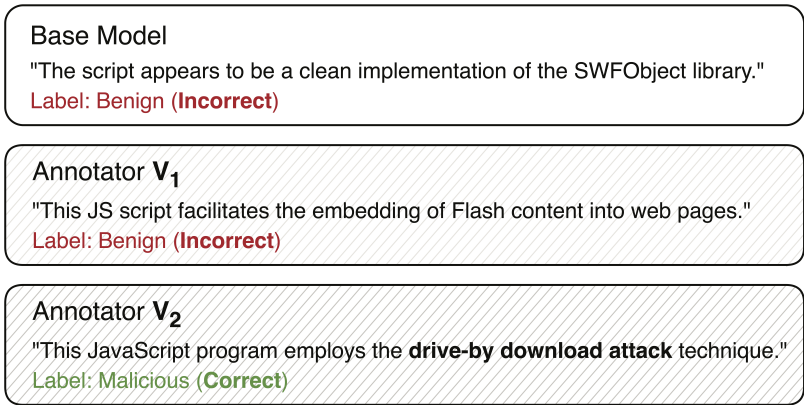 Base Model
"The script appears to be a clean implementation of the SWFObject library."
Label: Benign (Incorrect)
Annotator V1
"This JS script facilitates the embedding of Flash content into web pages."
Label: Benign (Incorrect)
Annotator V2
"This JavaScript program employs the drive-by download attack technique."
Label: Malicious (Correct)